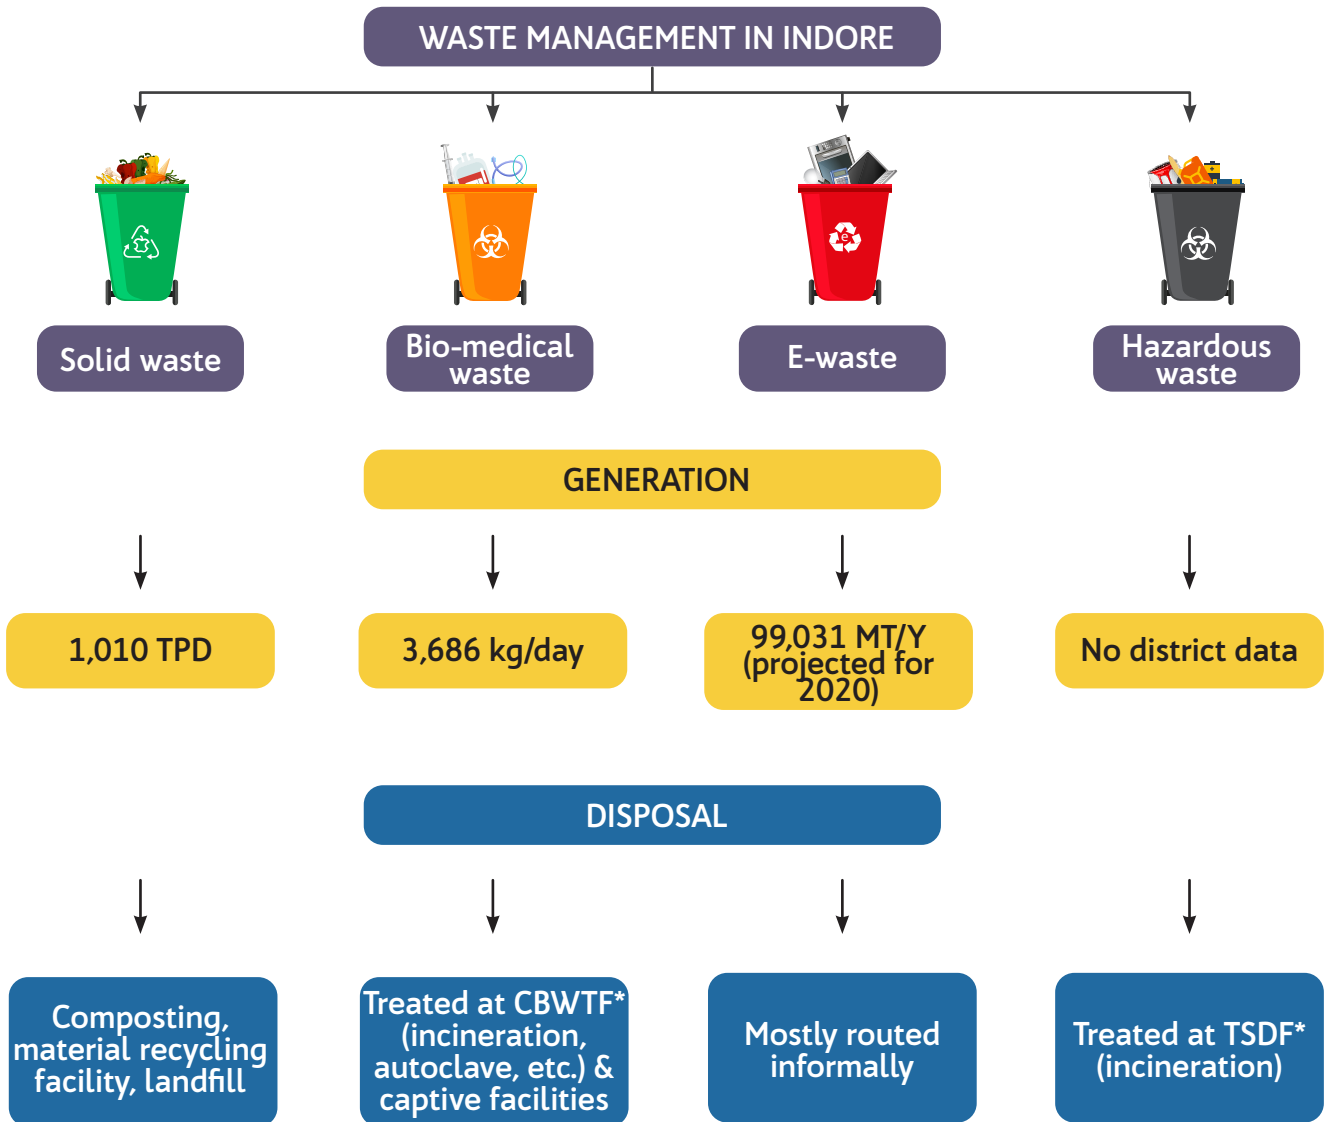 WASTE MANAGEMENT IN INDORE
e
Solid waste
Bio-medical
waste
E-waste
Hazardous
waste
GENERATION
1,010 TPD
3,686 kg/day
99,031 MT/Y
(projected for
2020)
No district data
DISPOSAL
Composting,
material recycling
facility, landfill
Treated at CBWTF*
(incineration,
autoclave, etc.) &
captive facilities
Mostly routed
informally
Treated at TSDF*
(incineration)